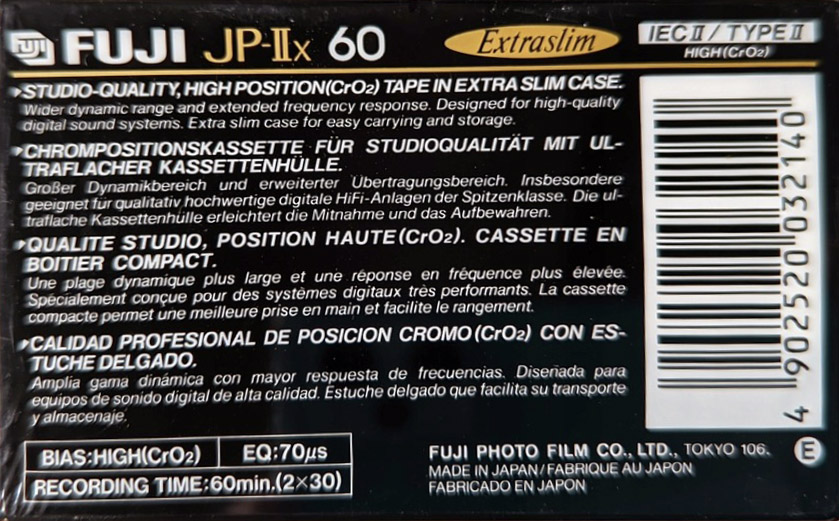 FUJI FUJI JP-IIx 60 Extraslim IEC II / TYPE II
HIGH(CrO₂)
▸STUDIO-QUALITY, HIGH POSITION(CrO₂) TAPE IN EXTRA SLIM CASE.
Wider dynamic range and extended frequency response. Designed for high-quality
digital sound systems. Extra slim case for easy carrying and storage.
▸CHROMPOSITIONSKASSETTE FÜR STUDIOQUALITÄT MIT UL-
TRAFLACHER KASSETTENHÜLLE.
Großer Dynamikbereich und erweiterter Übertragungsbereich. Insbesondere
geeignet für qualitativ hochwertige digitale HiFi-Anlagen der Spitzenklasse. Die ul-
traflache Kassettenhülle erleichtert die Mitnahme und das Aufbewahren.
▸QUALITE STUDIO, POSITION HAUTE(CrO₂). CASSETTE EN
BOITIER COMPACT.
Une plage dynamique plus large et une réponse en fréquence plus élevée.
Spécialement conçue pour des systèmes digitaux très performants. La cassette
compacte permet une meilleure prise en main et facilite le rangement.
▸CALIDAD PROFESIONAL DE POSICION CROMO(CrO₂) CON ES-
TUCHE DELGADO.
Amplia gama dinámica con mayor respuesta de frecuencias. Diseñada para
equipos de sonido digital de alta calidad. Estuche delgado que facilita su transporte
y almacenaje.
4 902520 032140
BIAS:HIGH(CrO₂) EQ:70μs
RECORDING TIME:60min.(2×30)
FUJI PHOTO FILM CO., LTD., TOKYO 106. E
MADE IN JAPAN/FABRIQUE AU JAPON
FABRICADO EN JAPON